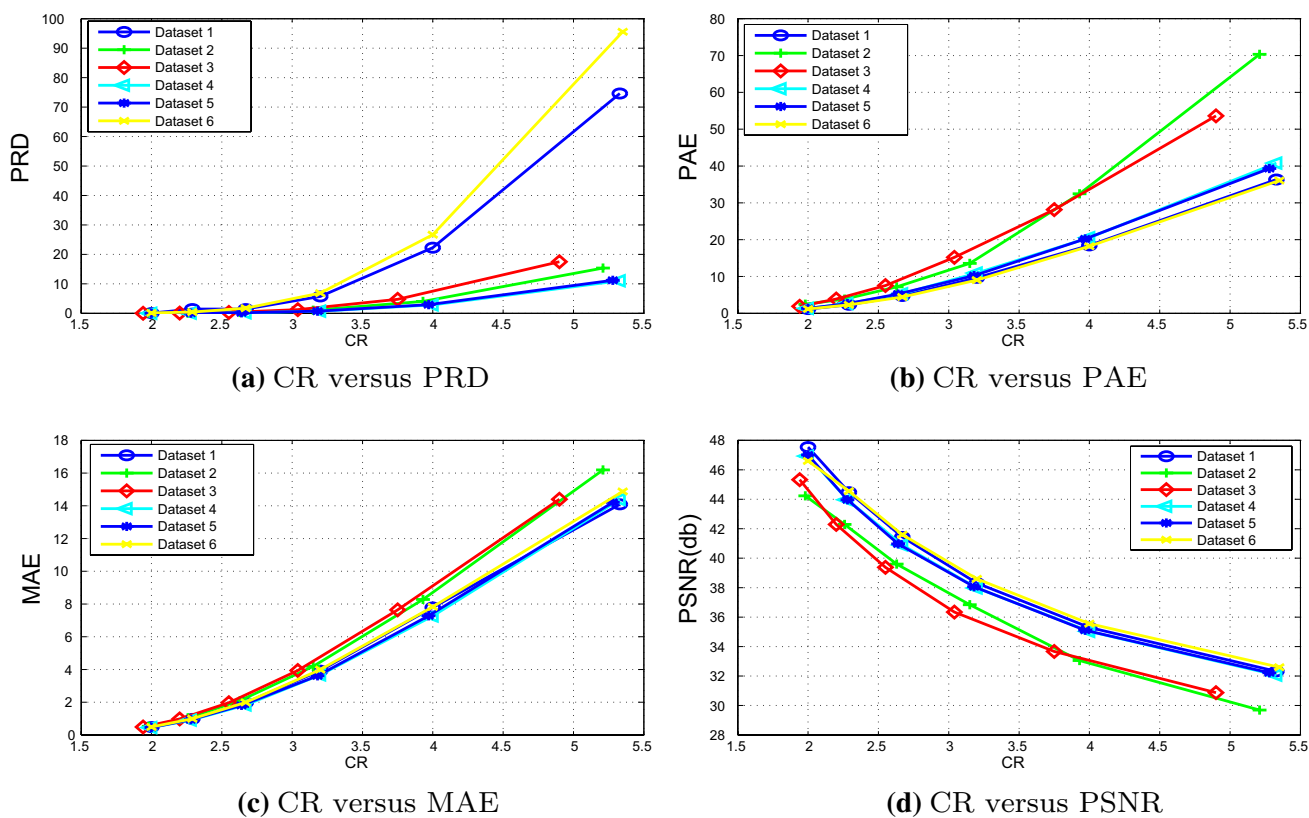 100
90
80
70
60
50
40
30
20
10
0
PRD
Dataset 1
Dataset 2
Dataset 3
Dataset 4
Dataset 5
Dataset 6
1.5 2 2.5 3 3.5 4 4.5 5 5.5
CR
(a) CR versus PRD
80
70
60
50
40
30
20
10
0
PAE
Dataset 1
Dataset 2
Dataset 3
Dataset 4
Dataset 5
Dataset 6
1.5 2 2.5 3 3.5 4 4.5 5 5.5
CR
(b) CR versus PAE
18
16
14
12
10
8
6
4
2
0
MAE
Dataset 1
Dataset 2
Dataset 3
Dataset 4
Dataset 5
Dataset 6
1.5 2 2.5 3 3.5 4 4.5 5 5.5
CR
(c) CR versus MAE
48
46
44
42
40
38
36
34
32
30
28
PSNR(db)
Dataset 1
Dataset 2
Dataset 3
Dataset 4
Dataset 5
Dataset 6
1.5 2 2.5 3 3.5 4 4.5 5 5.5
CR
(d) CR versus PSNR